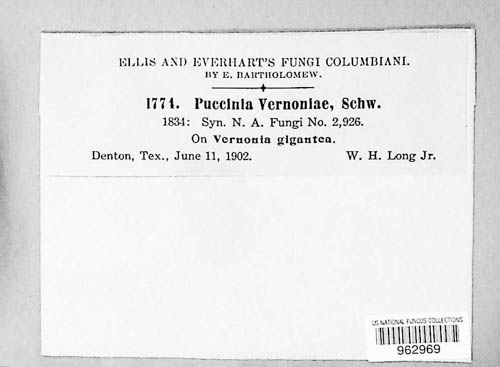 ELLIS AND EVERHART'S FUNGI COLUMBIANI.
BY E. BARTHOLOMEW.
1774. Puccinia Vernoniae, Schw.
1834: Syn. N. A. Fungi No. 2,926.
On Vernonia gigantea.
Denton, Tex., June 11, 1902. W. H. Long Jr.
US NATIONAL FUNGUS COLLECTIONS
962969